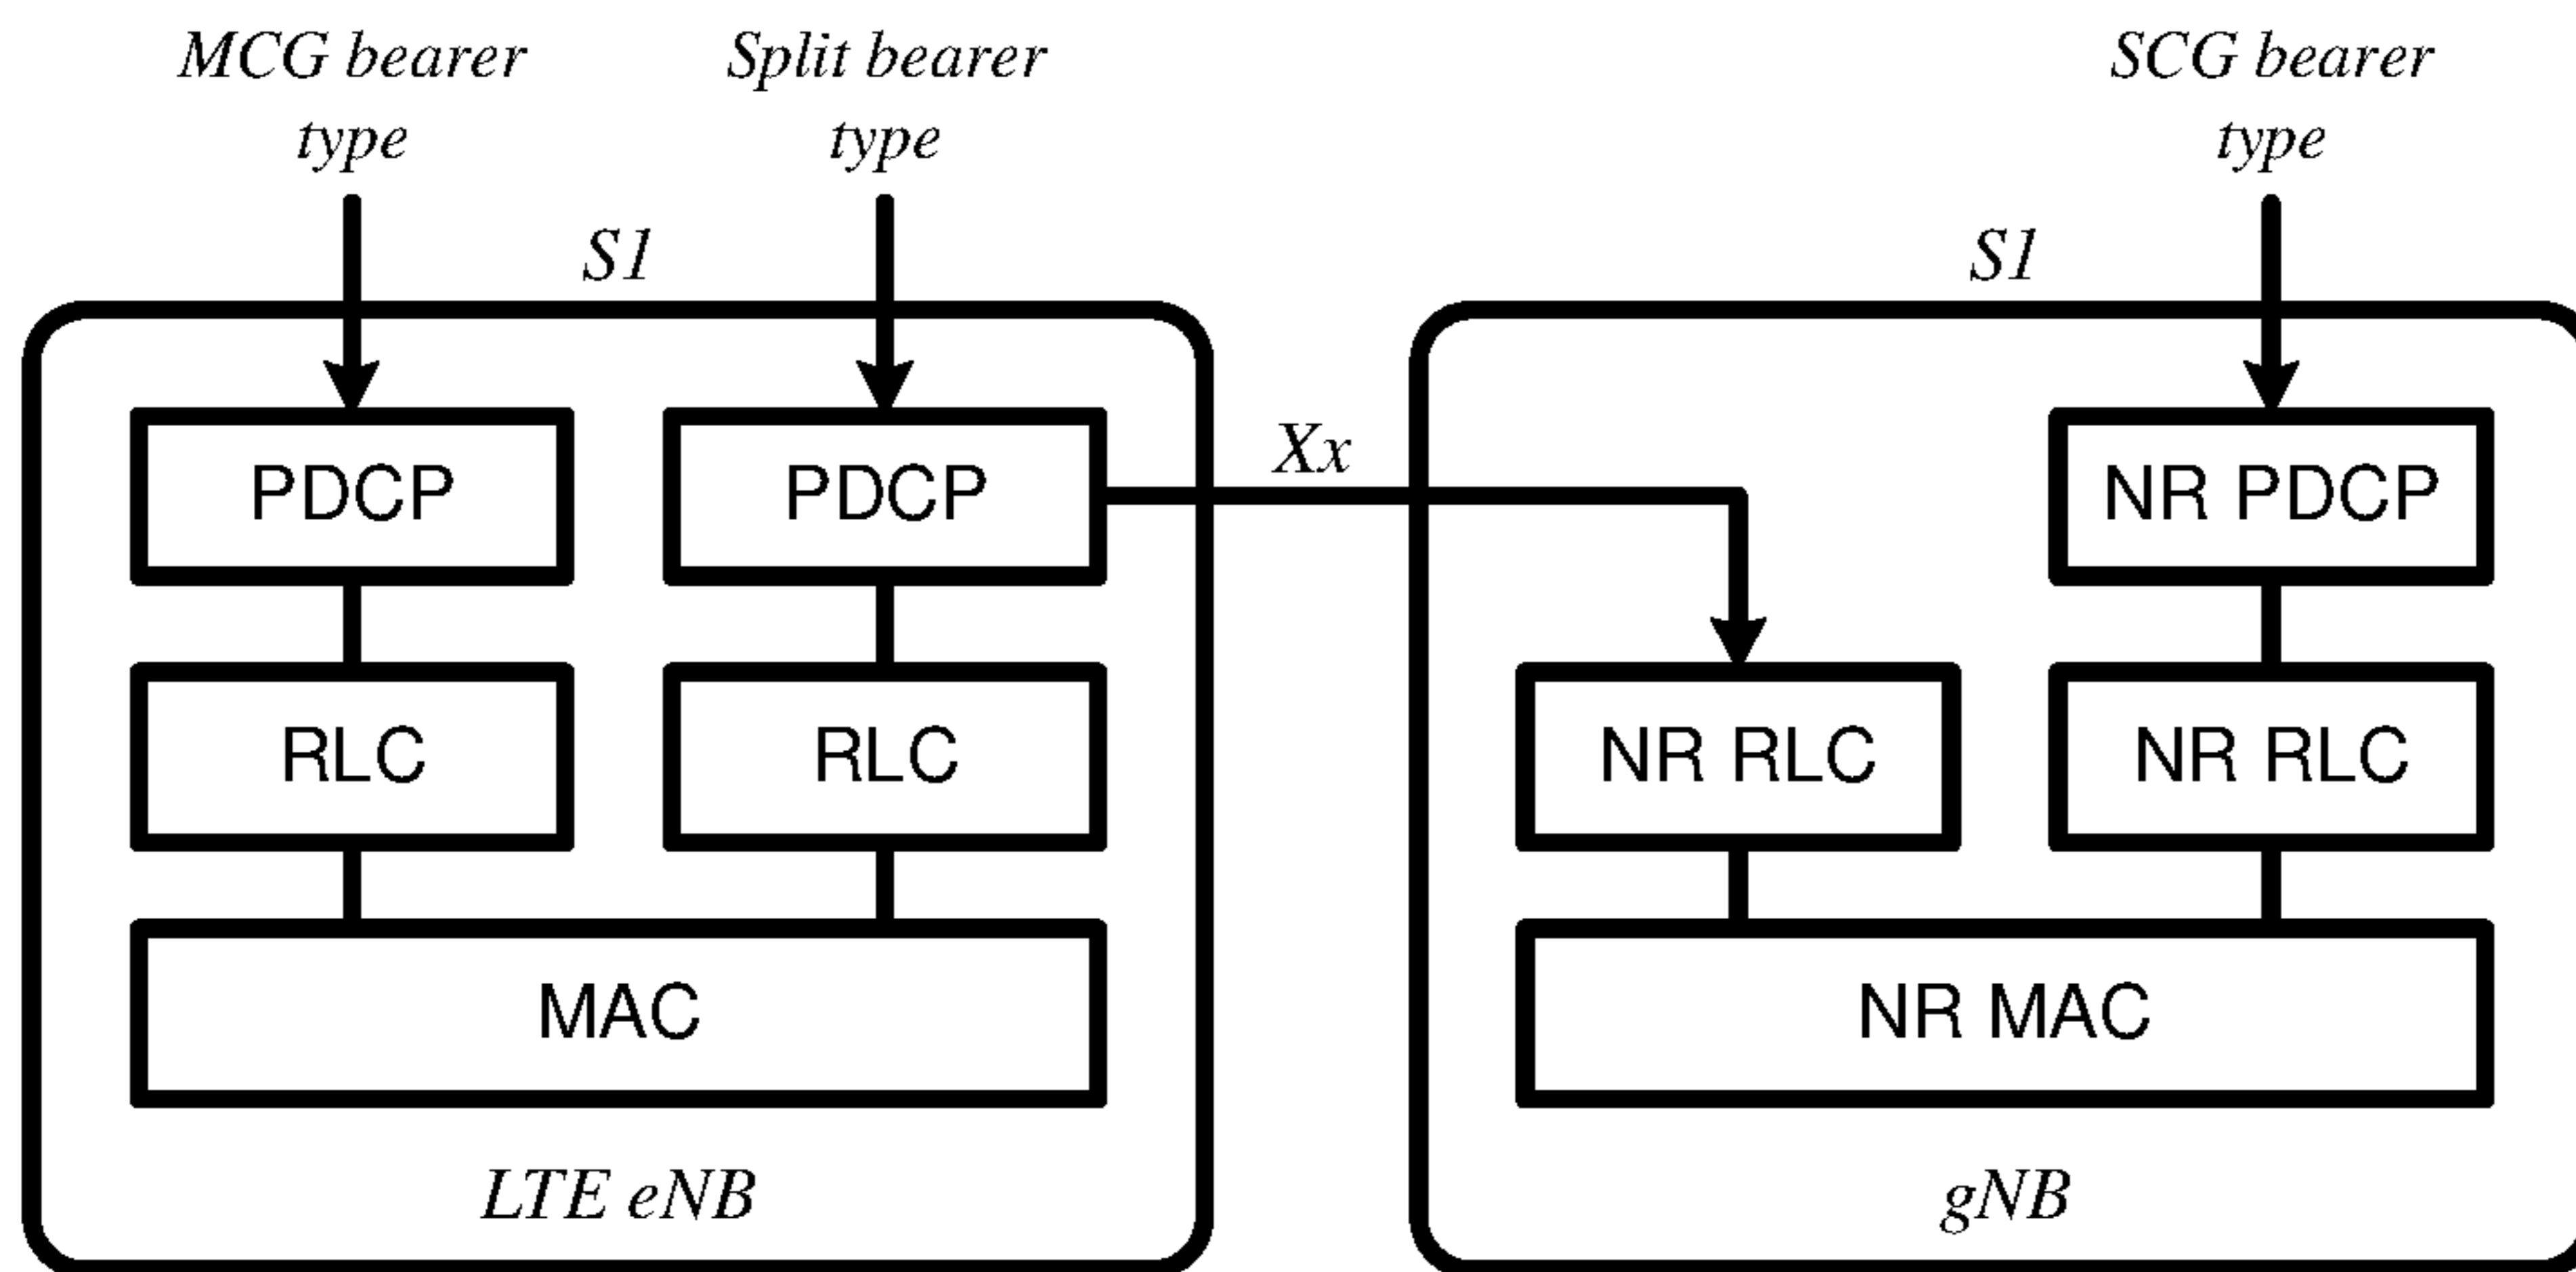 MCG bearer
type
Split bearer
type
SCG bearer
type
S1
S1
Xx
PDCP
PDCP
NR PDCP
RLC
RLC
NR RLC
NR RLC
MAC
NR MAC
LTE eNB
gNB